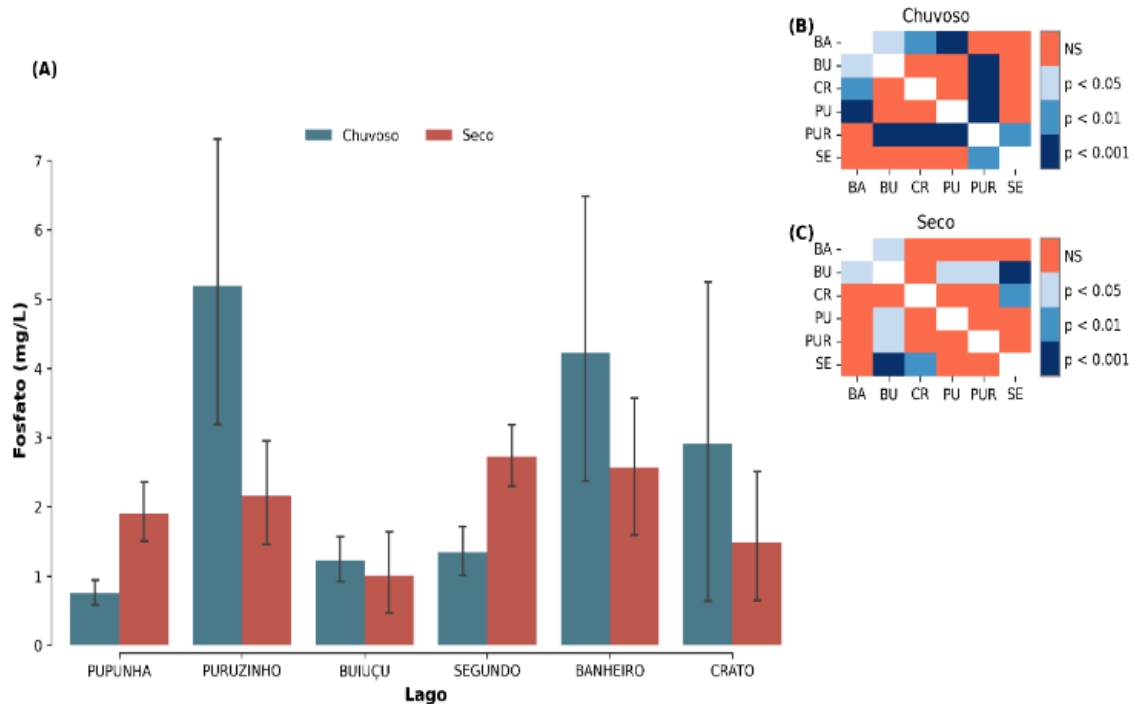 (A)
Chuvoso Seco
Fosfato (mg/L)
7
6
5
4
3
2
1
0
PUPUNHA PURUZINHO BUIUÇU SEGUNDO BANHEIRO CRATO
Lago
(B)
Chuvoso
BA
BU
CR
PU
PUR
SE
BA BU CR PU PUR SE
NS
p < 0.05
p < 0.01
p < 0.001
(C)
Seco
BA
BU
CR
PU
PUR
SE
BA BU CR PU PUR SE
NS
p < 0.05
p < 0.01
p < 0.001